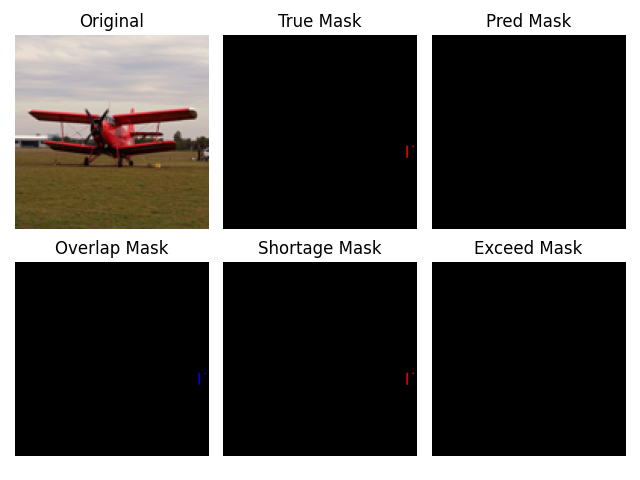 Original
True Mask
Pred Mask
Overlap Mask
Shortage Mask
Exceed Mask